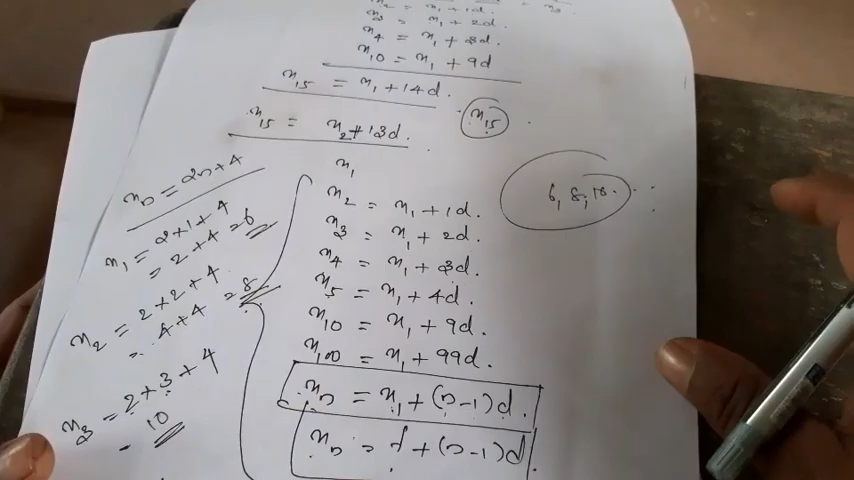 x₃ = x₁ + 2d.
x₄ = x₁ + 3d.
x₁₀ = x₁ + 9d
x₁₅ = x₁ + 14d.
x₁₅
x₁₅ = x₂ + 13d.
x₁
x₂ = x₁ + 1d.
x₃ = x₁ + 2d.
x₄ = x₁ + 3d.
x₅ = x₁ + 4d.
x₁₀ = x₁ + 9d.
x₁₀₀ = x₁ + 99d.
xₙ = x₁ + (n-1)d.
xₙ = f + (n-1)d.
6, 8, 10.
xₙ = 2n+4
x₁ = 2×1+4
= 2+4 = 6
x₂ = 2×2+4
= 4+4 = 8
x₃ = 2×3+4
= 10